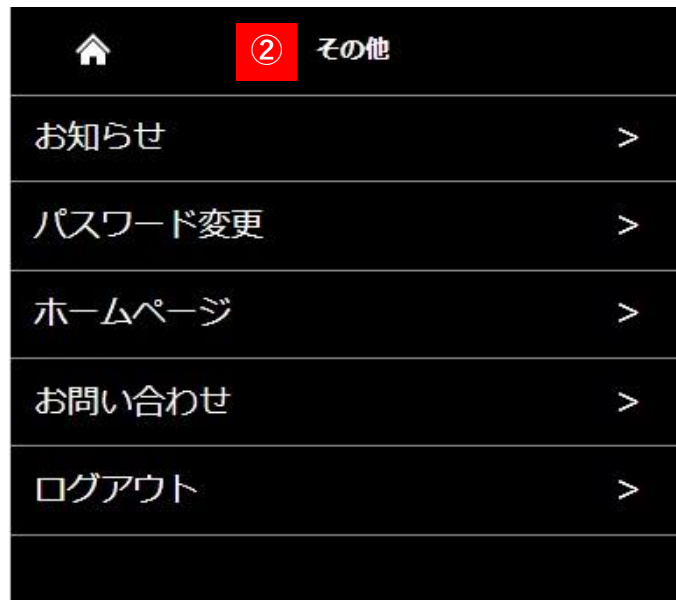 ② その他
お知らせ >
パスワード変更 >
ホームページ >
お問い合わせ >
ログアウト >